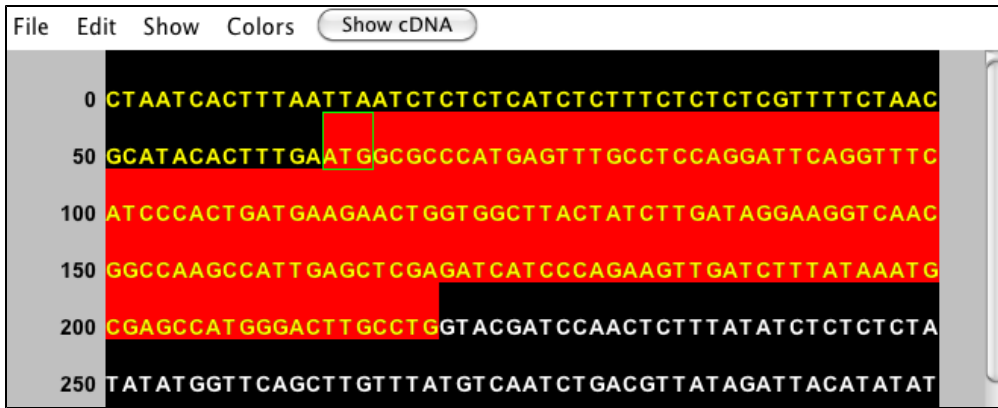 File Edit Show Colors Show cDNA
0 CTAATCACTTTAATTAATCTCTCTCATCTCTTTCTCTCTCGTTTTCTAAC
50 GCATACACTTTGAATGGCGCCCATGAGTTTGCCTCCAGGATTCAGGTTTC
100 ATCCCACTGATGAAGAACTGGTGGCTTACTATCTTGATAGGAAGGTCAAC
150 GGCCAAGCCATTGAGCTCGAGATCATCCCAGAAGTTGATCTTTATAAATG
200 CGAGCCATGGGACTTGCCTGGTACGATCCAACTCTTTATATCTCTCTCTA
250 TATATGGTTCAGCTTGTTTATGTCAATCTGACGTTATAGATTACATATAT